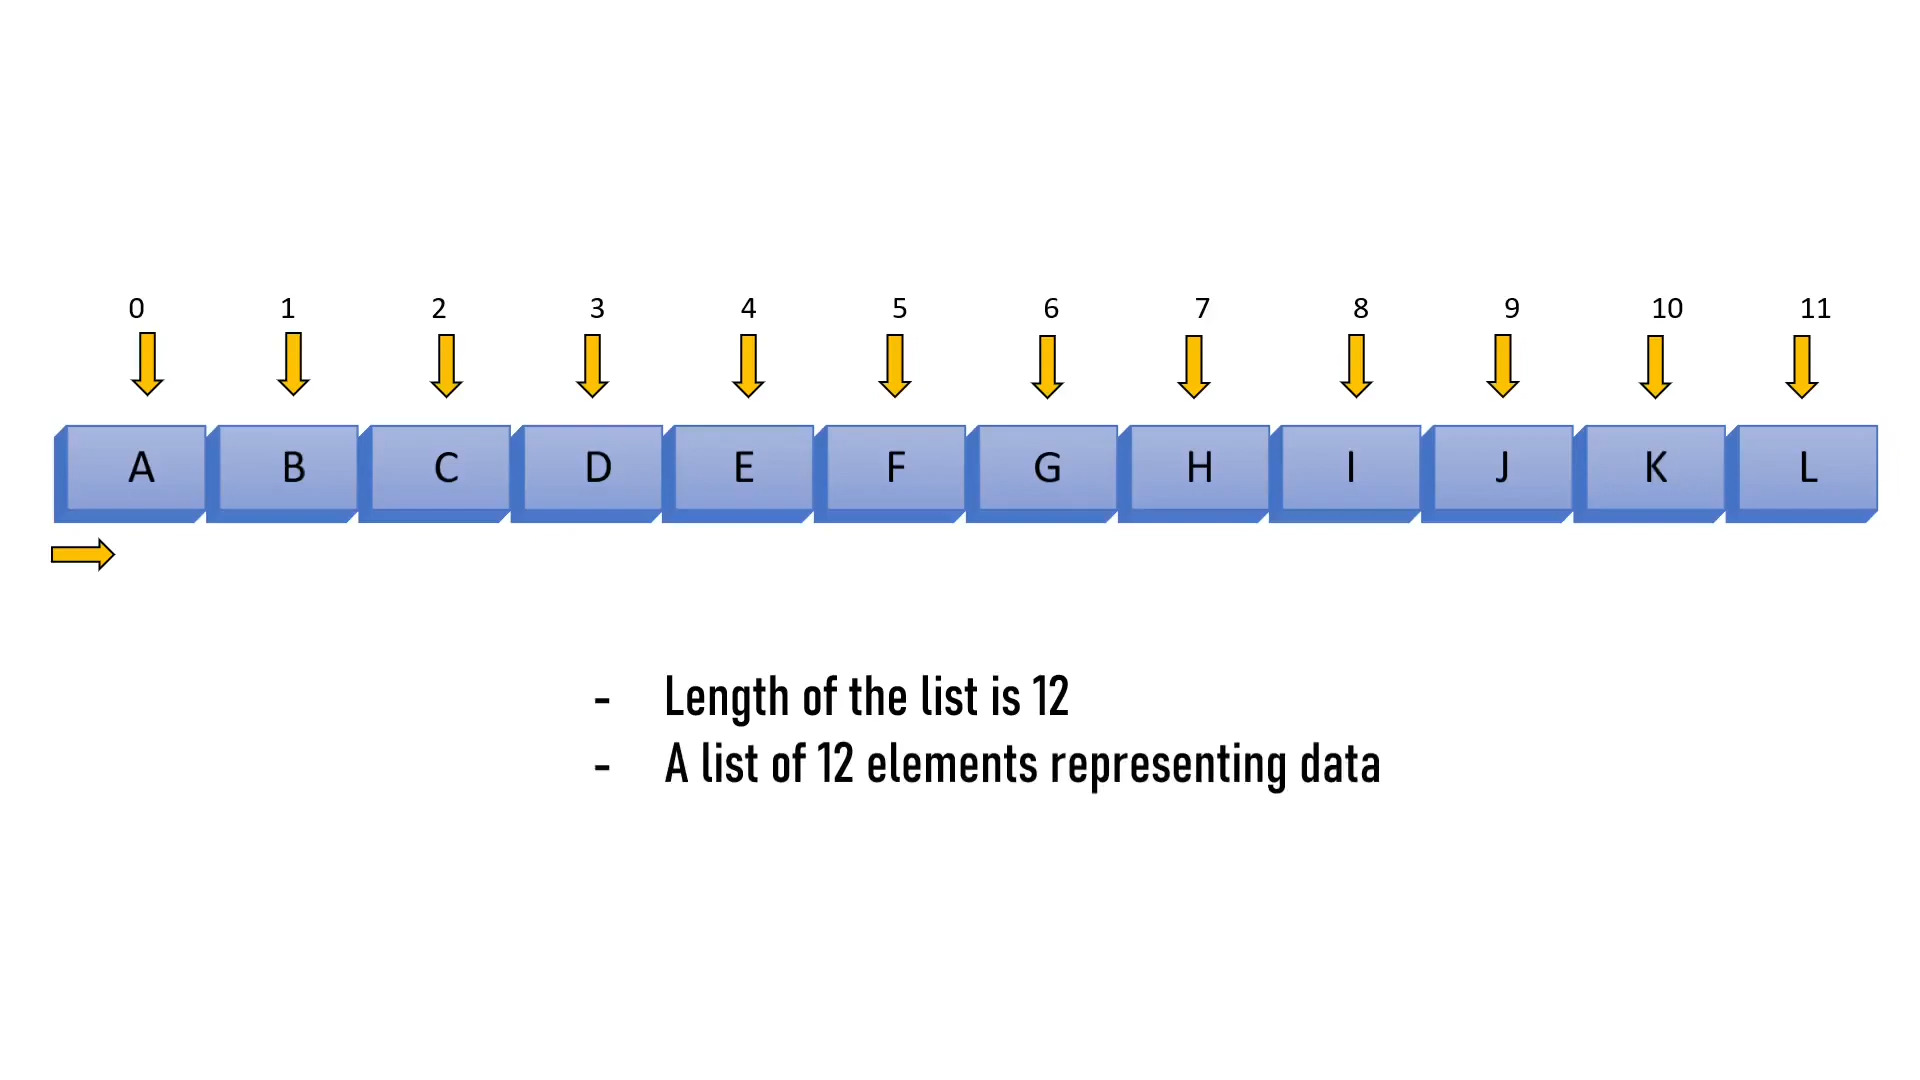 0 1 2 3 4 5 6 7 8 9 10 11
A B C D E F G H I J K L
- Length of the list is 12
- A list of 12 elements representing data